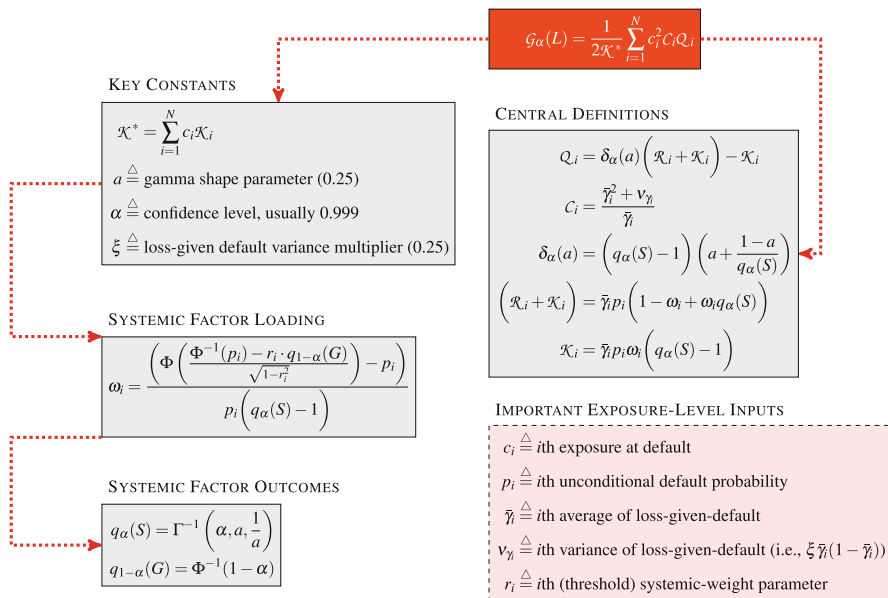 𝒢_α(L) = 1/(2𝒦*) ∑_{i=1}^{N} c_i² 𝒞_i 𝒬_i
KEY CONSTANTS
𝒦* = ∑_{i=1}^{N} c_i 𝒦_i
a ≜ gamma shape parameter (0.25)
α ≜ confidence level, usually 0.999
ξ ≜ loss-given default variance multiplier (0.25)
SYSTEMIC FACTOR LOADING
ω_i = (Φ((Φ⁻¹(p_i) − r_i · q_{1−α}(G))/√(1−r_i²)) − p_i) / (p_i(q_α(S) − 1))
SYSTEMIC FACTOR OUTCOMES
q_α(S) = Γ⁻¹(α, a, 1/a)
q_{1−α}(G) = Φ⁻¹(1 − α)
CENTRAL DEFINITIONS
𝒬_i = δ_α(a)(ℛ_i + 𝒦_i) − 𝒦_i
𝒞_i = (γ̄_i² + ν_{γ_i})/γ̄_i
δ_α(a) = (q_α(S) − 1)(a + (1 − a)/q_α(S))
(ℛ_i + 𝒦_i) = γ̄_i p_i(1 − ω_i + ω_i q_α(S))
𝒦_i = γ̄_i p_i ω_i(q_α(S) − 1)
IMPORTANT EXPOSURE-LEVEL INPUTS
c_i ≜ ith exposure at default
p_i ≜ ith unconditional default probability
γ̄_i ≜ ith average of loss-given-default
ν_{γ_i} ≜ ith variance of loss-given-default (i.e., ξ γ̄_i(1 − γ̄_i))
r_i ≜ ith (threshold) systemic-weight parameter